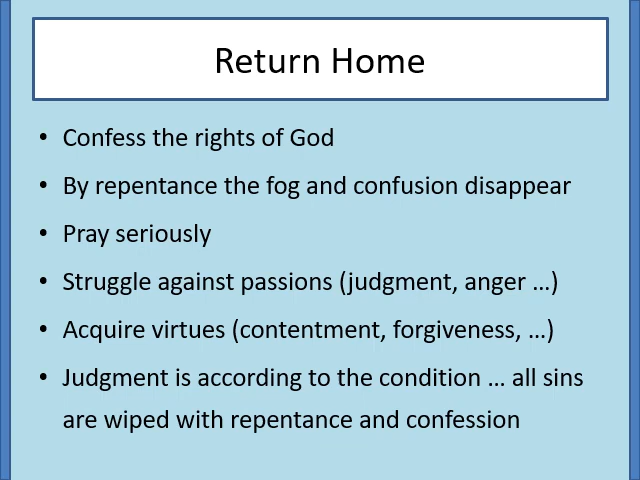 Return Home
• Confess the rights of God
• By repentance the fog and confusion disappear
• Pray seriously
• Struggle against passions (judgment, anger …)
• Acquire virtues (contentment, forgiveness, …)
• Judgment is according to the condition … all sins
are wiped with repentance and confession